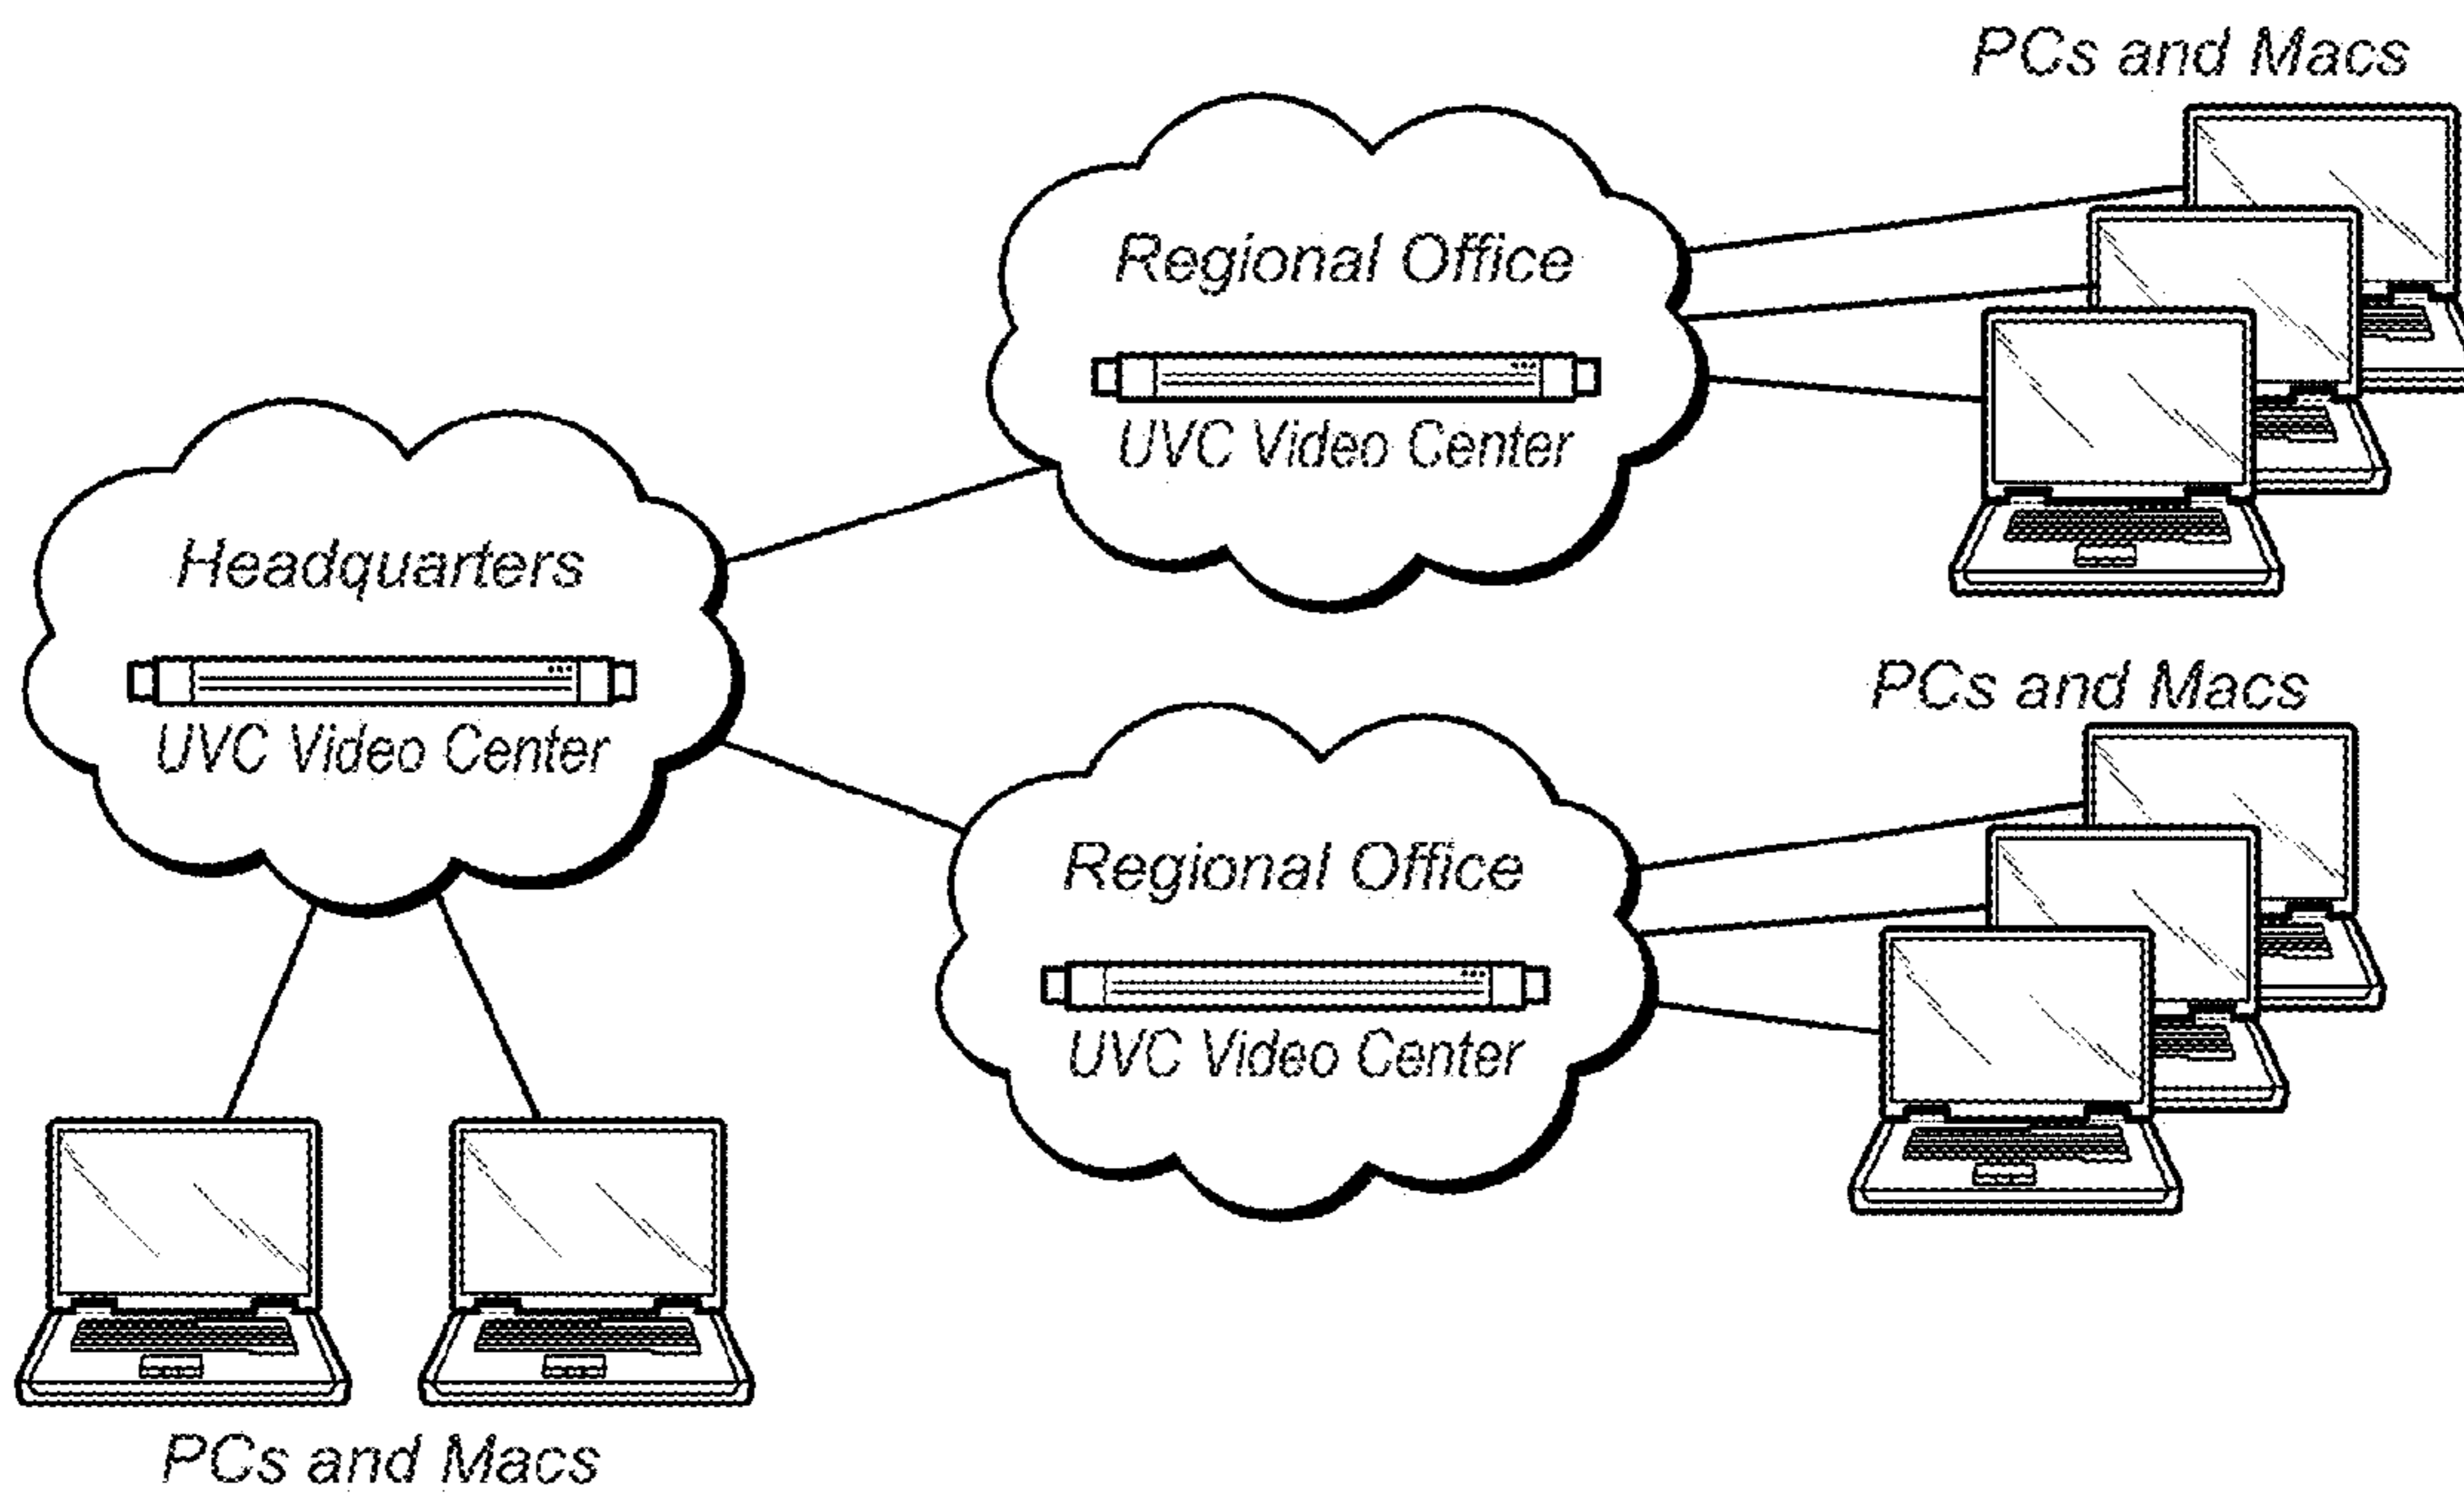 PCs and Macs
Regional Office
UVC Video Center
Headquarters
UVC Video Center
PCs and Macs
Regional Office
UVC Video Center
PCs and Macs